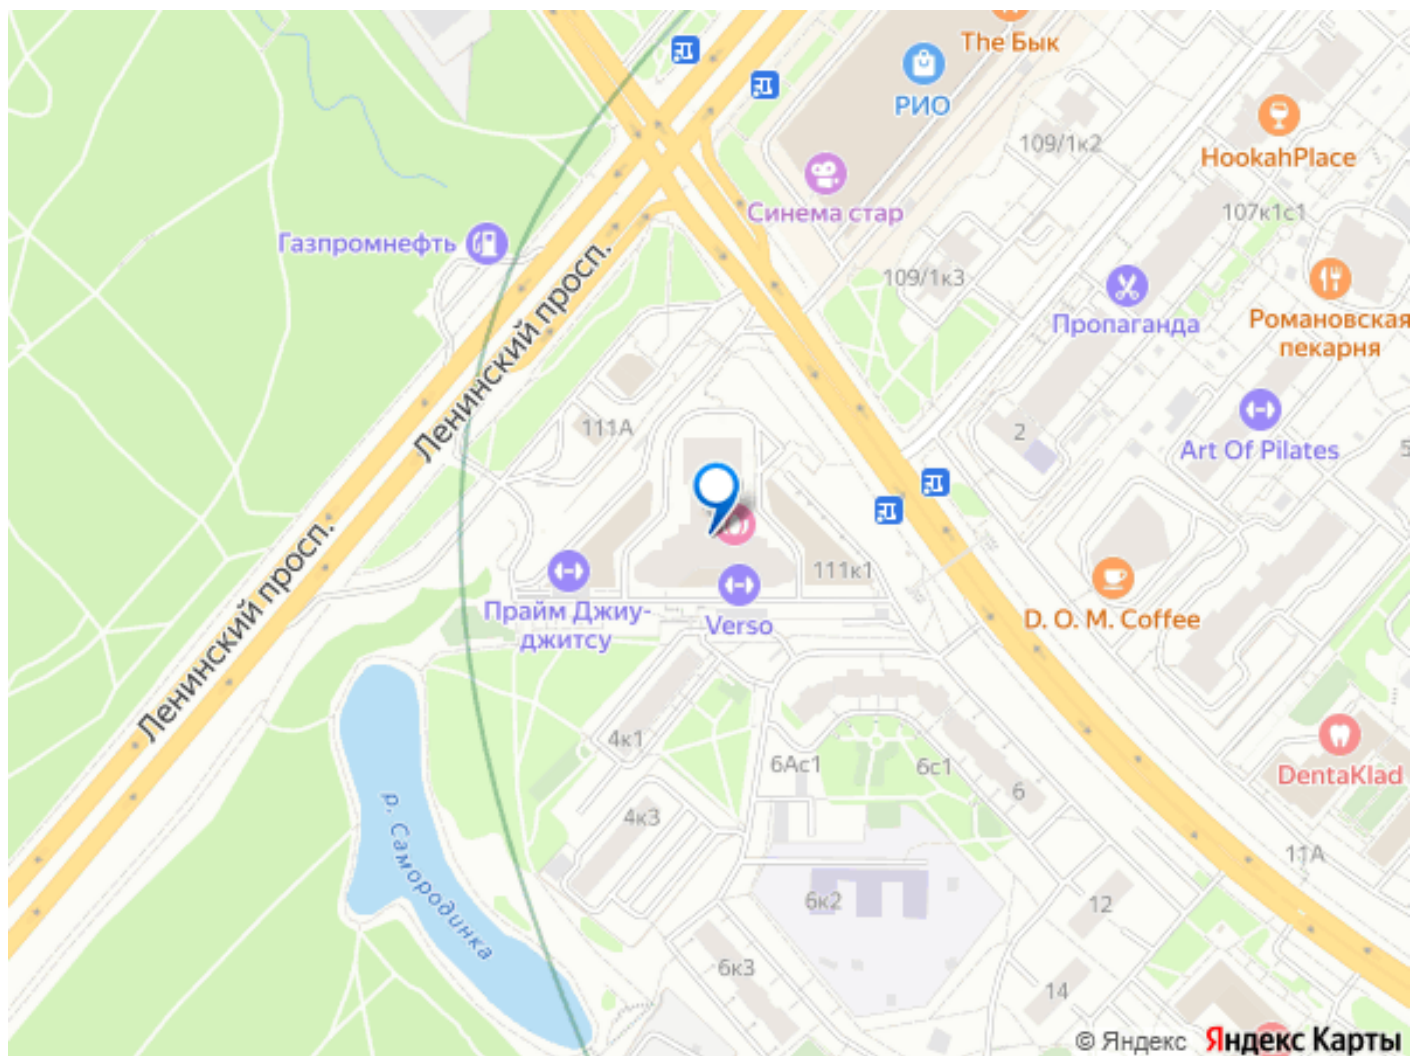 The Бык
РИО
109/1к2
HookahPlace
Синема стар
107к1с1
Газпромнефть
109/1к3
Пропаганда
Романовская
пекарня
Ленинский просп.
111А
2
Art Of Pilates
5
Ленинский просп.
111к1
Прайм Джиу-
джитсу
Verso
D. O. M. Coffee
4к1
6Ас1
6с1
6
DentaKlad
4к3
р. Самородинка
11А
6к2
12
6к3
14
© Яндекс Яндекс Карты